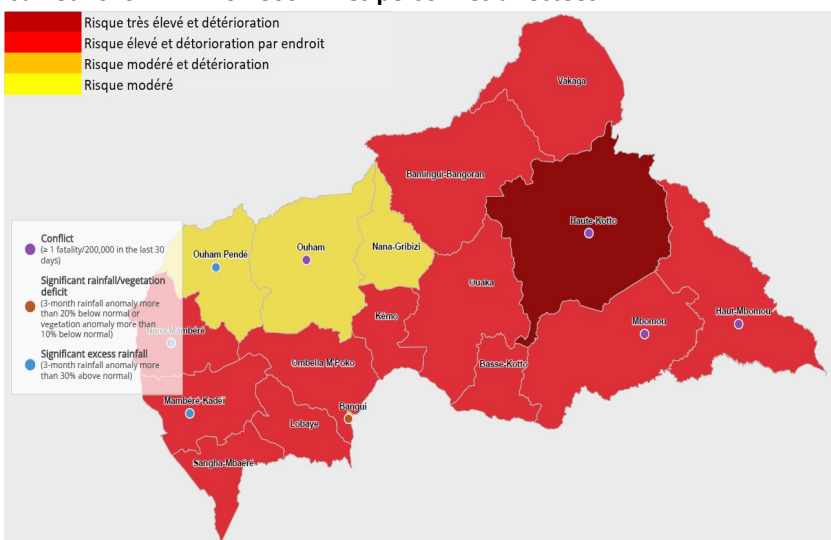 Risque très élevé et détérioration
Risque élevé et détorioration par endroit
Risque modéré et détérioration
Risque modéré
Vakaga
Bamingui-Bangoran
Haute-Kotto
Ouham Pendé
Ouham
Nana-Gribizi
Ouaka
Kémo
Nana-Mambéré
Mbomou
Haut-Mbomou
Umbella M'Poko
Basse-Kotto
Mambéré-Kadéï
Bangui
Lobaye
Sangha-Mbaéré
Conflict
(≥ 1 fatality/200,000 in the last 30
days)
Significant rainfall/vegetation
deficit
(3-month rainfall anomaly more
than 20% below normal or
vegetation anomaly more than
10% below normal)
Significant excess rainfall
(3-month rainfall anomaly more
than 30% above normal)